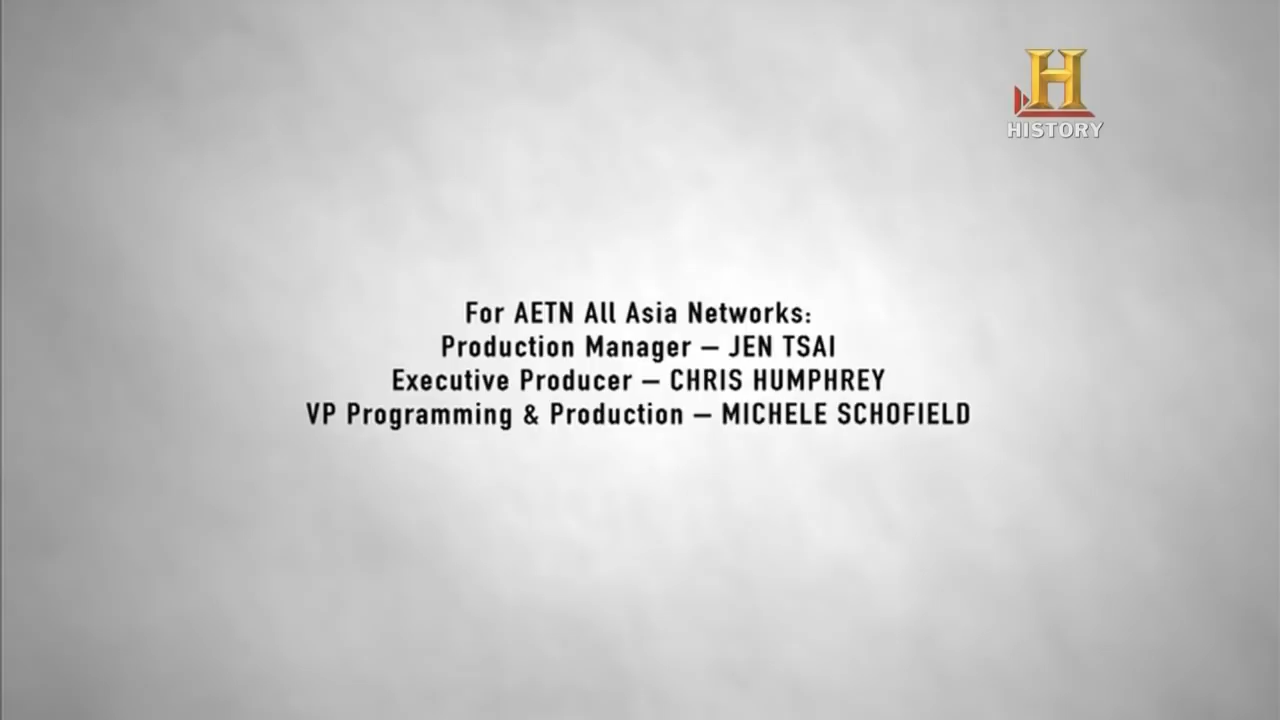 H
HISTORY
For AETN All Asia Networks:
Production Manager – JEN TSAI
Executive Producer – CHRIS HUMPHREY
VP Programming & Production – MICHELE SCHOFIELD